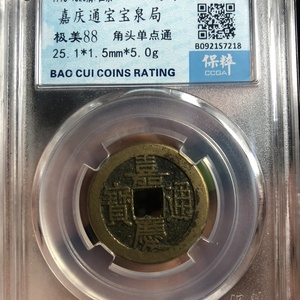 嘉庆通宝宝泉局
极美88 角头单点通
25.1*1.5mm*5.0g
BAO CUI COINS RATING
B092157218
保粹
CCGA
嘉慶通寶